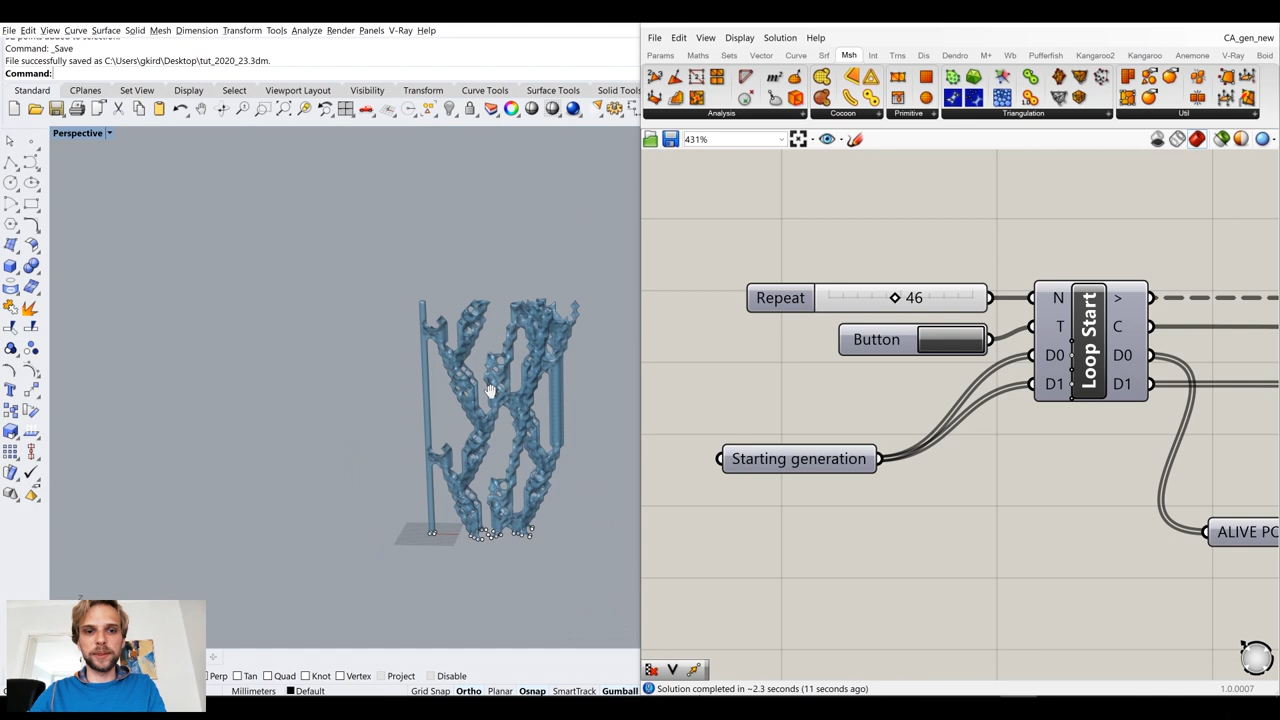 File Edit View Curve Surface Solid Mesh Dimension Transform Tools Analyze Render Panels V-Ray Help
Command: _Save
File successfully saved as C:\Users\gkird\Desktop\tut_2020_23.3dm.
Command:
Standard CPlanes Set View Display Select Viewport Layout Visibility Transform Curve Tools Surface Tools Solid Tools
Perspective
Perp Tan Quad Knot Vertex Project Disable
Millimeters Default Grid Snap Ortho Planar Osnap SmartTrack Gumball
File Edit View Display Solution Help CA_gen_new
Params Maths Sets Vector Curve Srf Msh Int Trns Dis Dendro M+ Wb Pufferfish Kangaroo2 Kangaroo Anemone V-Ray Boid
Analysis Cocoon Primitive Triangulation Util
431%
Repeat 46
Button
Starting generation
N
T
D0
D1
Loop Start
>
C
D0
D1
ALIVE PC
Solution completed in ~2.3 seconds (11 seconds ago) 1.0.0007